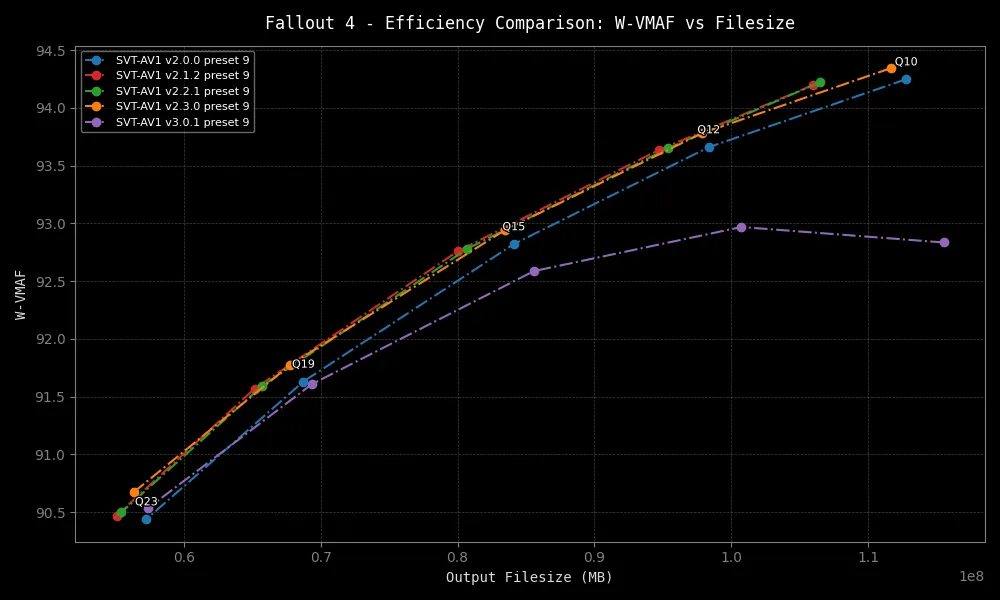 Fallout 4 - Efficiency Comparison: W-VMAF vs Filesize
SVT-AV1 v2.0.0 preset 9
SVT-AV1 v2.1.2 preset 9
SVT-AV1 v2.2.1 preset 9
SVT-AV1 v2.3.0 preset 9
SVT-AV1 v3.0.1 preset 9
Q10
Q12
Q15
Q19
Q23
W-VMAF
94.5
94.0
93.5
93.0
92.5
92.0
91.5
91.0
90.5
0.6 0.7 0.8 0.9 1.0 1.1
1e8
Output Filesize (MB)